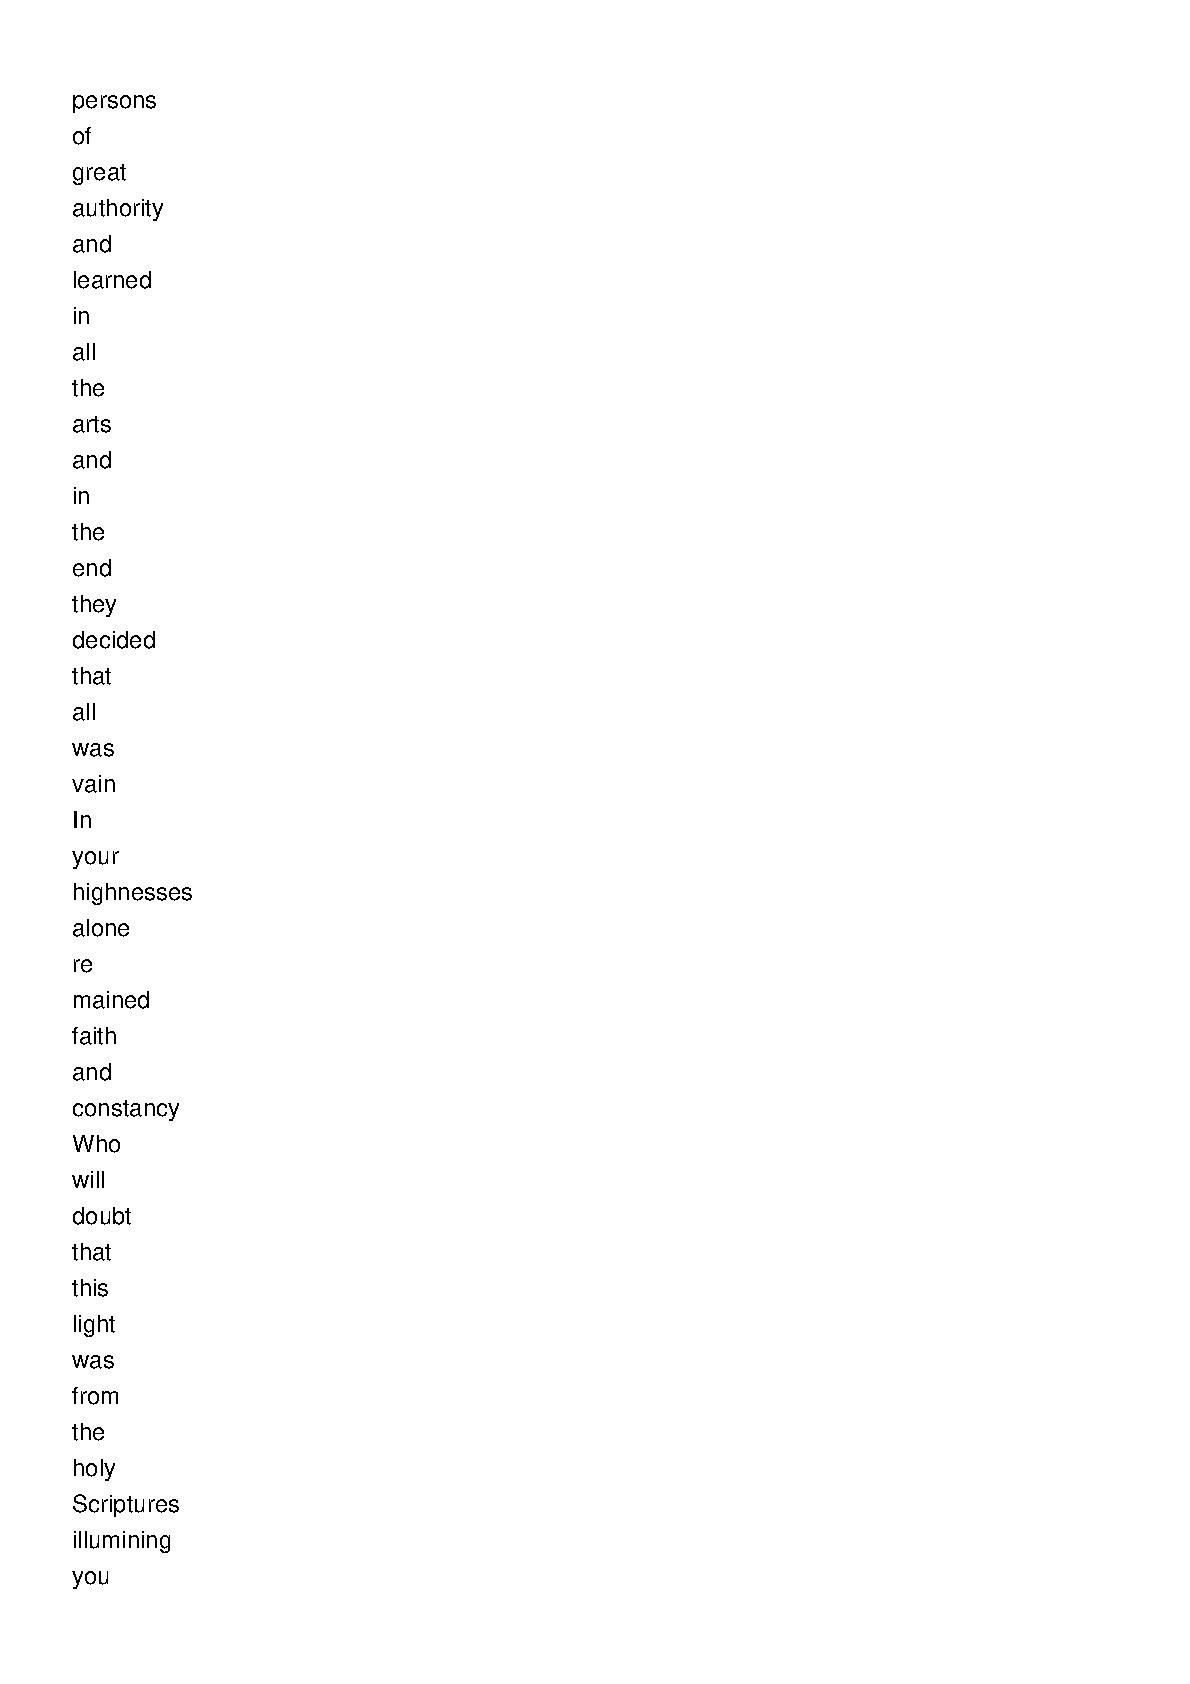 persons
of
great
authority
and
learned
in
all
the
arts
and
in
the
end
they
decided
that
all
was
vain
In
your
highnesses
alone
re
mained
faith
and
constancy
Who
will
doubt
that
this
light
was
from
the
holy
Scriptures
illumining
you